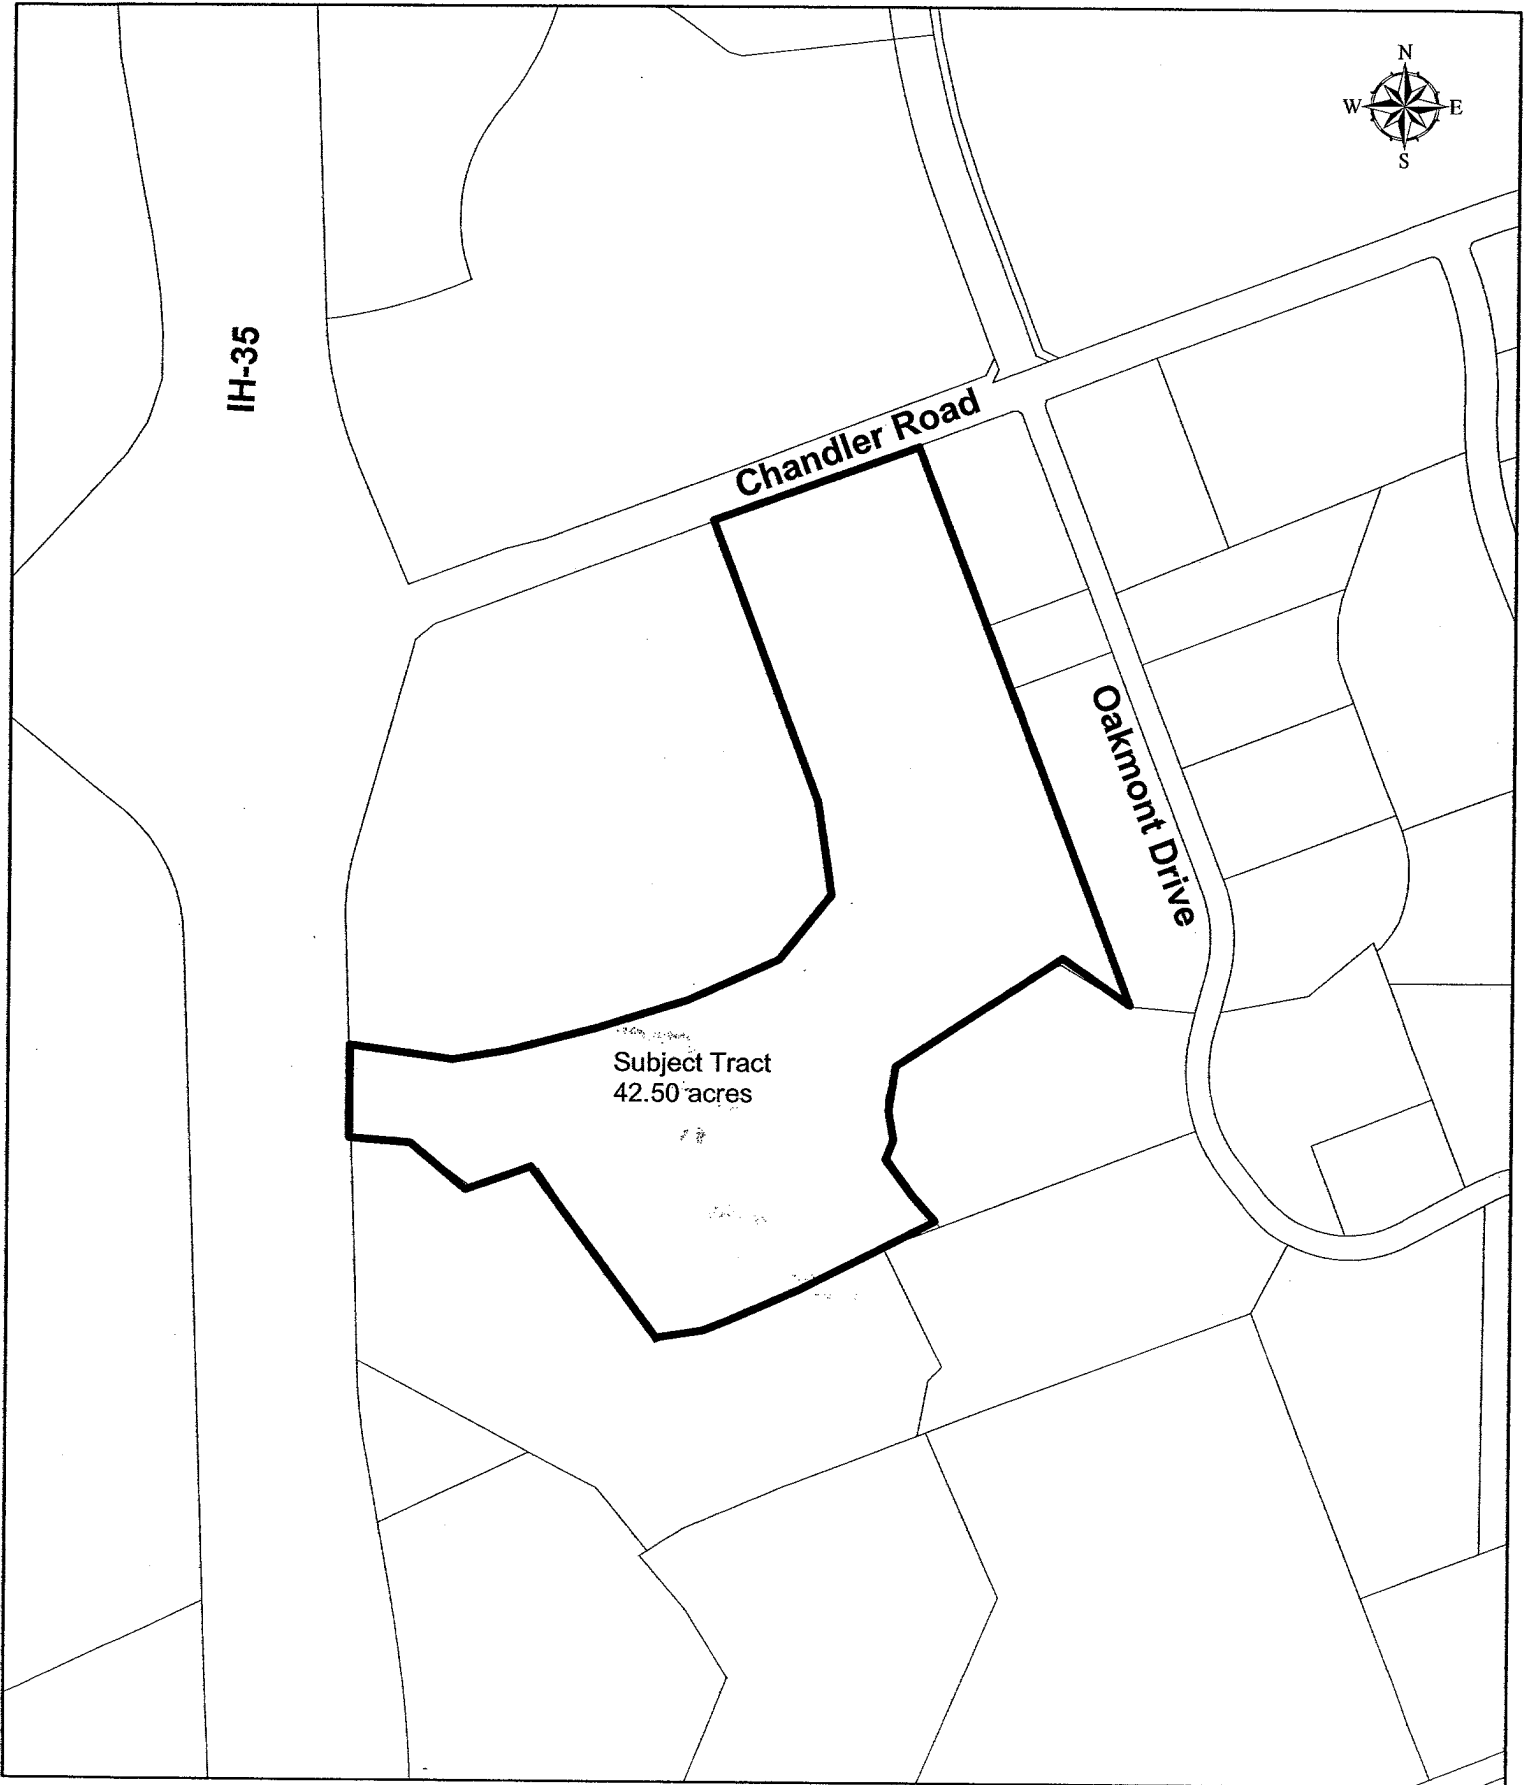 N
W E
S
IH-35
Chandler Road
Oakmont Drive
Subject Tract
42.50 acres